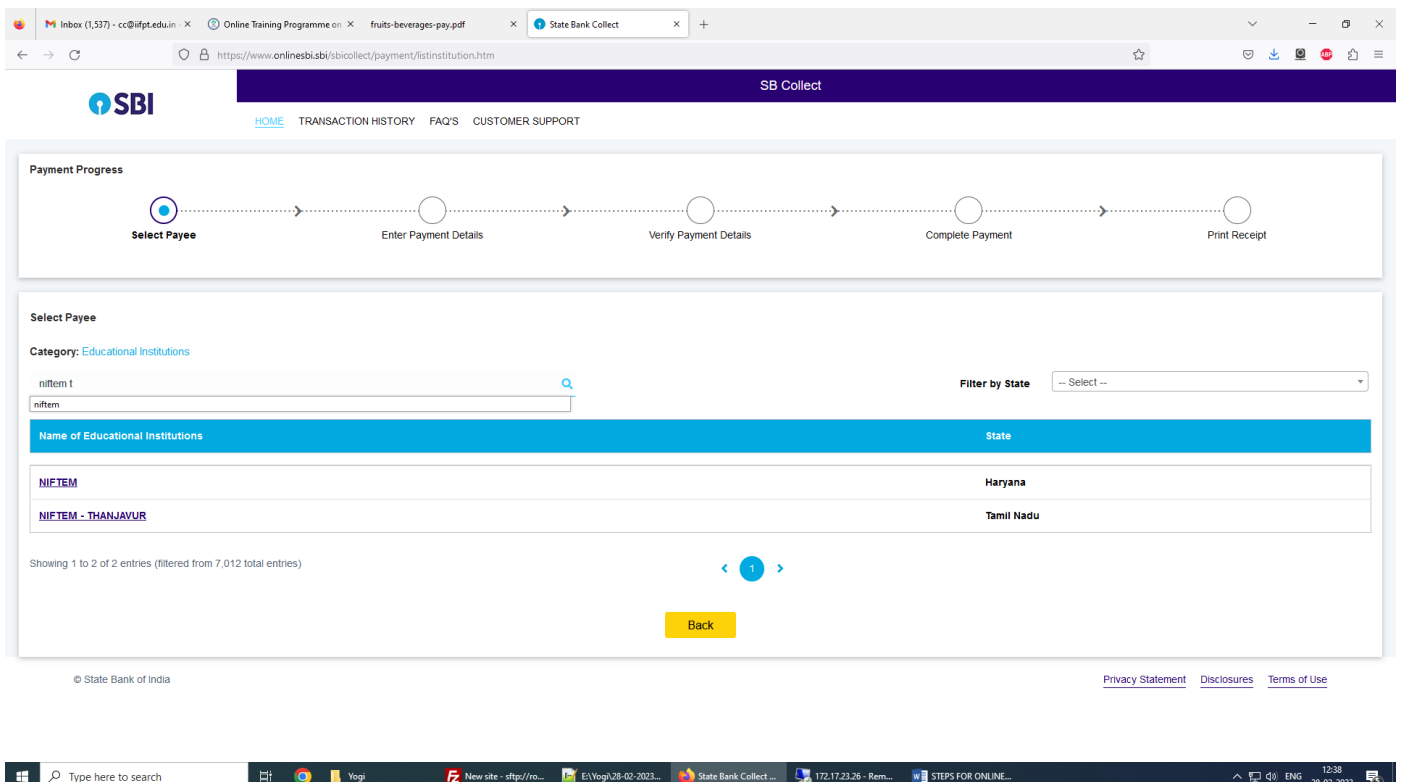 Inbox (1,537) - cc@iifpt.edu.in - × Online Training Programme on × fruits-beverages-pay.pdf × State Bank Collect × +
https://www.onlinesbi.sbi/sbicollect/payment/listinstitution.htm
SBI
SB Collect
HOME TRANSACTION HISTORY FAQ'S CUSTOMER SUPPORT
Payment Progress
Select Payee Enter Payment Details Verify Payment Details Complete Payment Print Receipt
Select Payee
Category: Educational Institutions
niftem t Filter by State -- Select --
niftem
Name of Educational Institutions State
NIFTEM Haryana
NIFTEM - THANJAVUR Tamil Nadu
Showing 1 to 2 of 2 entries (filtered from 7,012 total entries) 1
Back
© State Bank of India Privacy Statement Disclosures Terms of Use
Type here to search Yogi New site - sftp://ro... E:\Yogi\28-02-2023... State Bank Collect ... 172.17.23.26 - Rem... STEPS FOR ONLINE... ENG 12:38
28-02-2023